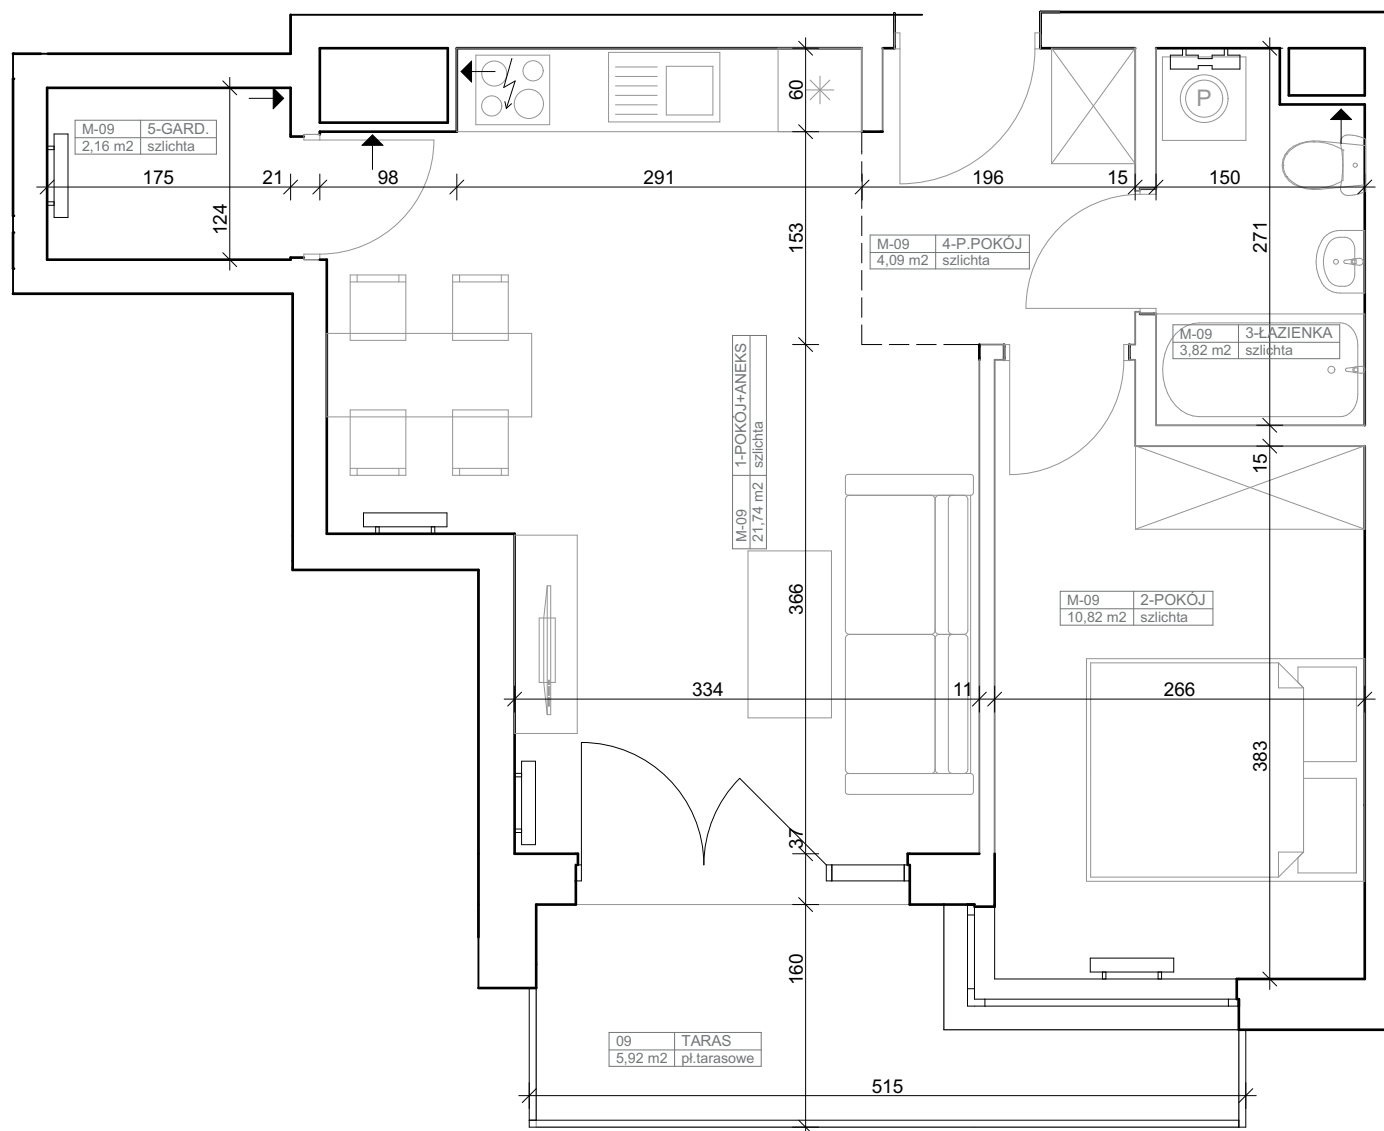 60
P
M-09 5-GARD.
2,16 m2 szlichta
175
21
98
291
196
15
150
124
153
271
M-09 4-P.POKÓJ
4,09 m2 szlichta
M-09 3-ŁAZIENKA
3,82 m2 szlichta
M-09 1-POKÓJ+ANEKS
21,74 m2 szlichta
15
366
M-09 2-POKÓJ
10,82 m2 szlichta
334
11
266
383
37
160
09 TARAS
5,92 m2 pł.tarasowe
515